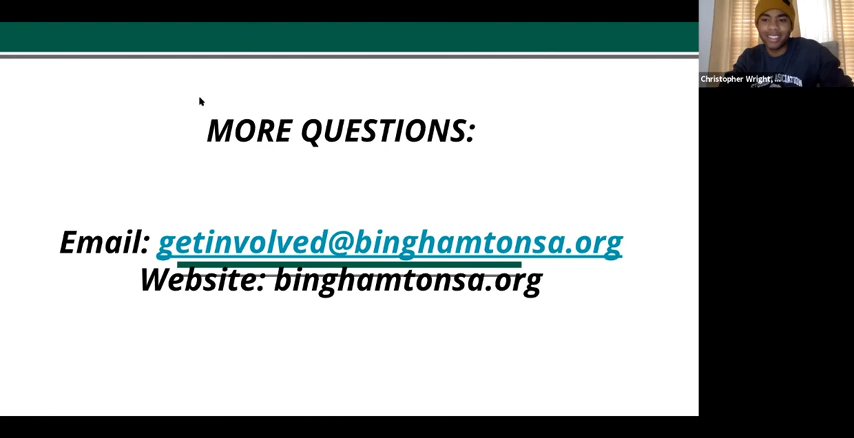 MORE QUESTIONS:
Email: getinvolved@binghamtonsa.org
Website: binghamtonsa.org
Christopher Wright, ...